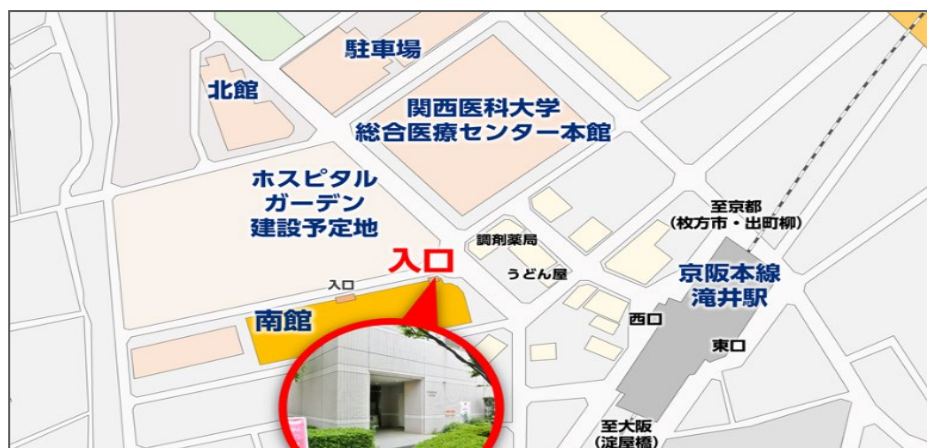 駐車場
北館
関西医科大学
総合医療センター本館
ホスピタル
ガーデン
建設予定地
至京都
(枚方市・出町柳)
調剤薬局
入口
うどん屋
京阪本線
滝井駅
入口
南館
西口
東口
至大阪
(淀屋橋)